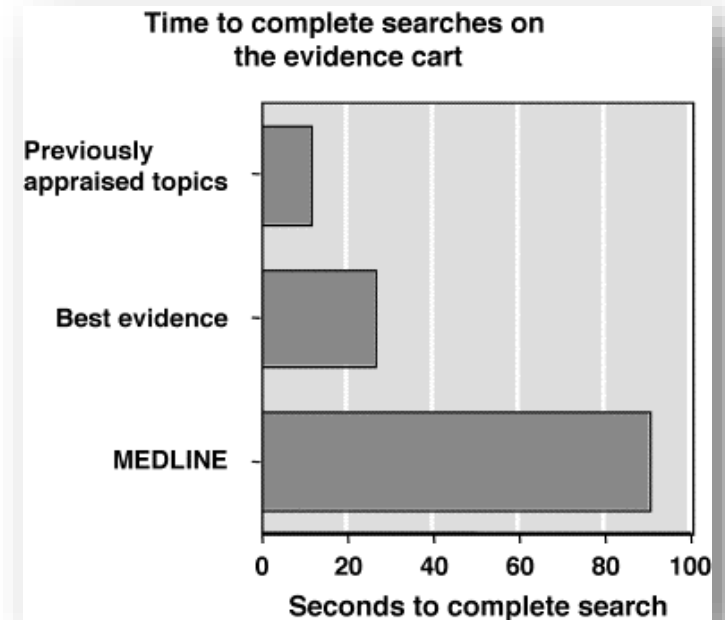 Time to complete searches on
the evidence cart
Previously
appraised topics
Best evidence
MEDLINE
0 20 40 60 80 100
Seconds to complete search